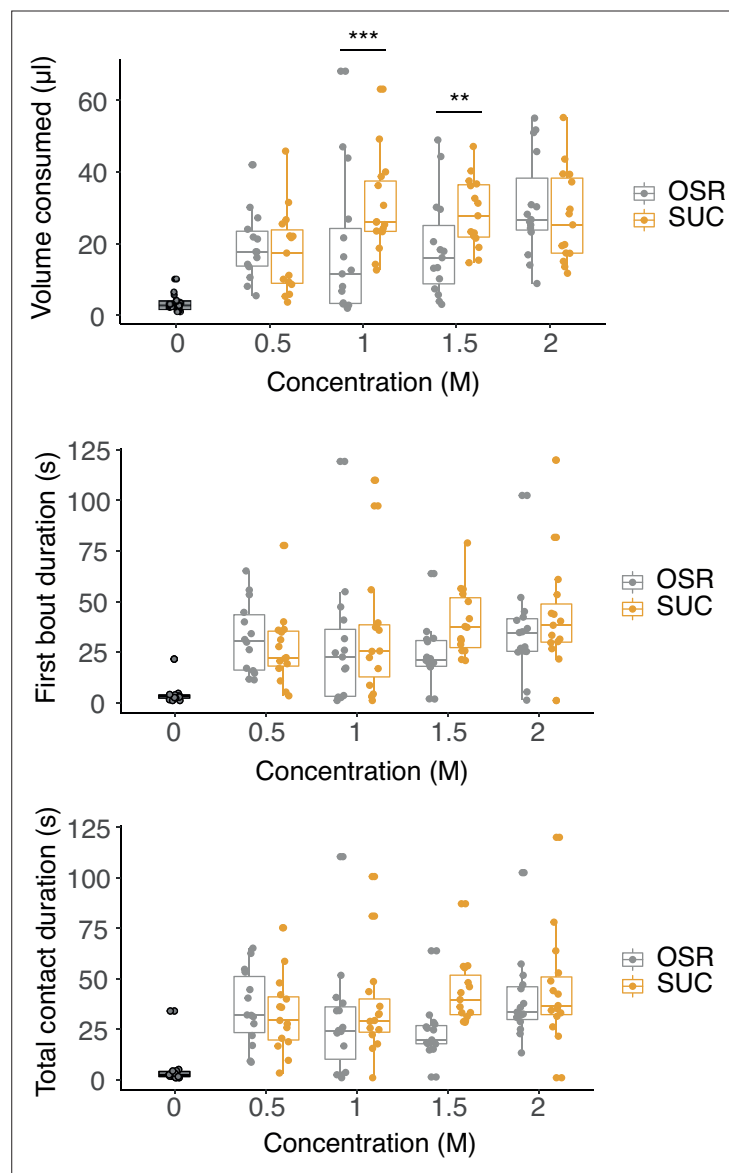 ***
**
Volume consumed (µl)
60
40
20
0
0 0.5 1 1.5 2
Concentration (M)
OSR
SUC
First bout duration (s)
125
100
75
50
25
0
0 0.5 1 1.5 2
Concentration (M)
OSR
SUC
Total contact duration (s)
125
100
75
50
25
0
0 0.5 1 1.5 2
Concentration (M)
OSR
SUC